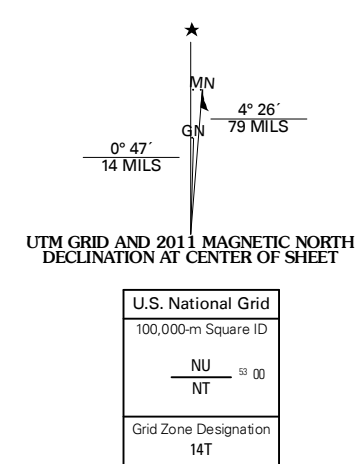 ★
MN
4° 26´
79 MILS
GN
0° 47´
14 MILS
UTM GRID AND 2011 MAGNETIC NORTH
DECLINATION AT CENTER OF SHEET
U.S. National Grid
100,000-m Square ID
NU
53 00
NT
Grid Zone Designation
14T